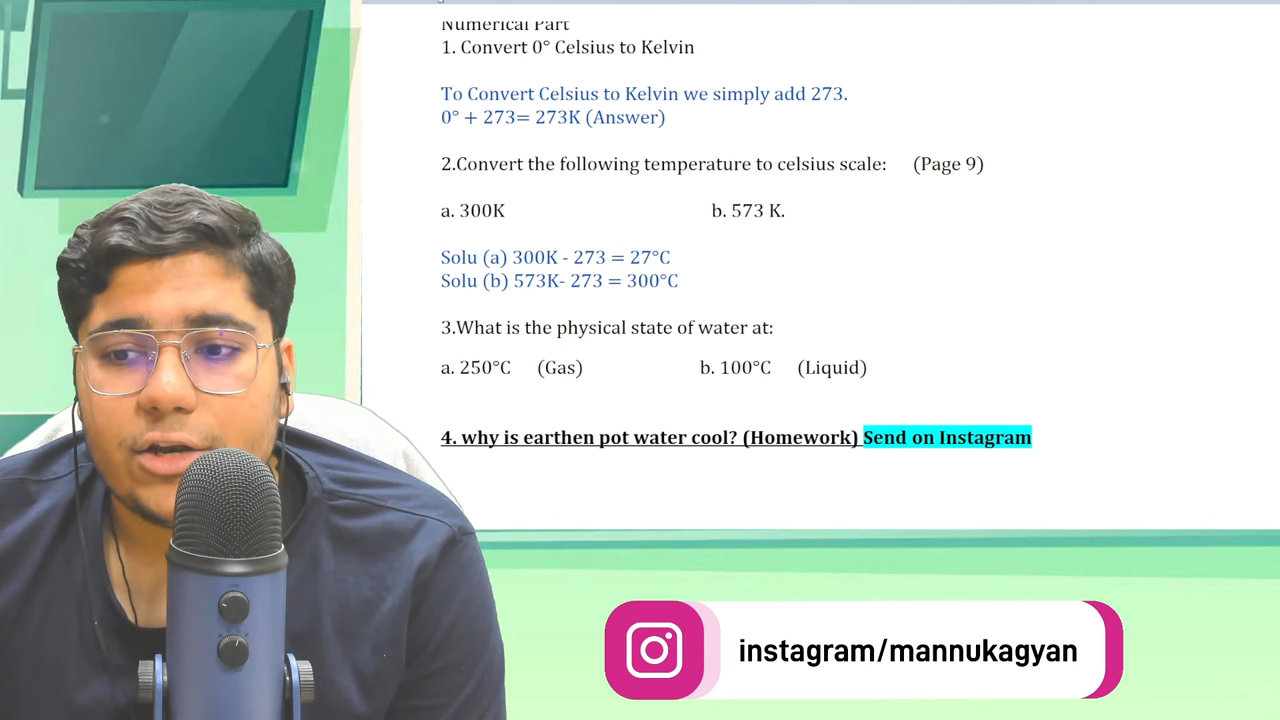 Numerical Part
1. Convert 0° Celsius to Kelvin
To Convert Celsius to Kelvin we simply add 273.
0° + 273= 273K (Answer)
2.Convert the following temperature to celsius scale: (Page 9)
a. 300K b. 573 K.
Solu (a) 300K - 273 = 27°C
Solu (b) 573K- 273 = 300°C
3.What is the physical state of water at:
a. 250°C (Gas) b. 100°C (Liquid)
4. why is earthen pot water cool? (Homework) Send on Instagram
instagram/mannukagyan